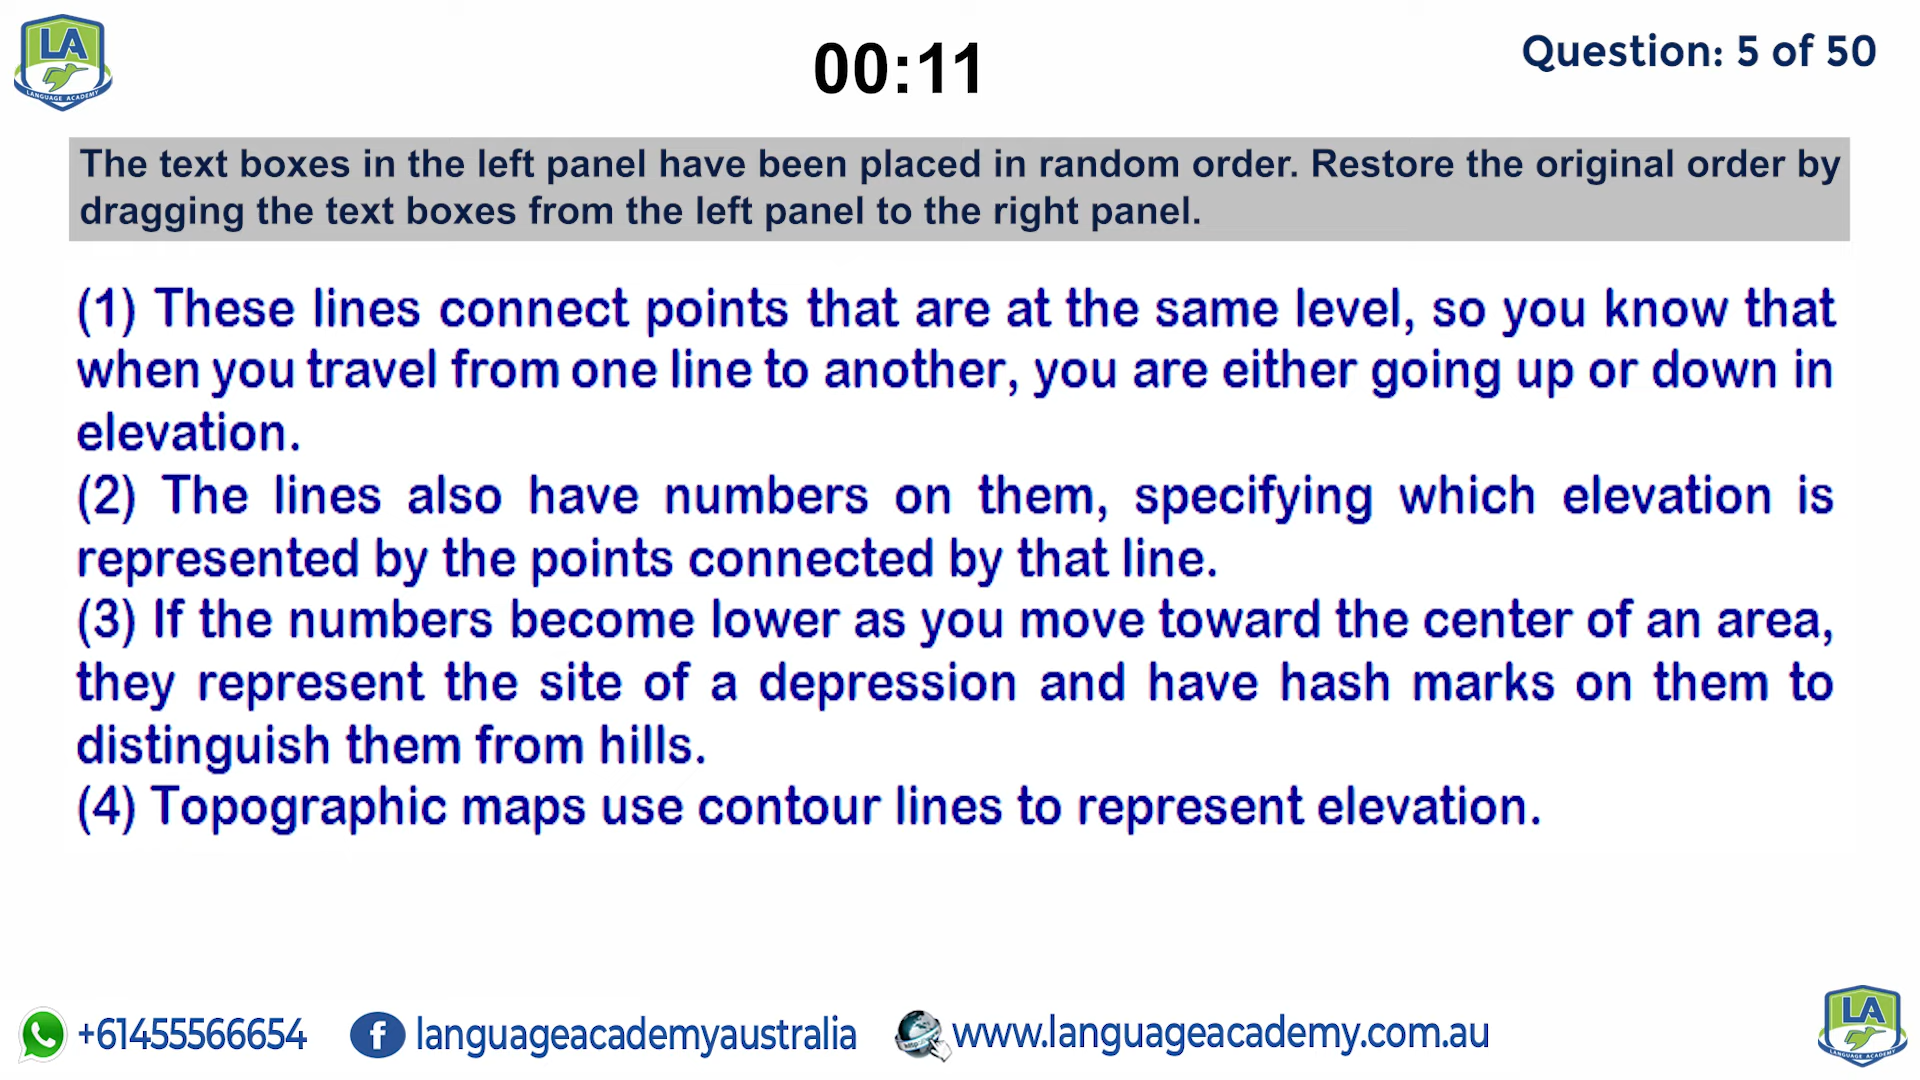 LA
LANGUAGE ACADEMY
00:11
Question: 5 of 50
The text boxes in the left panel have been placed in random order. Restore the original order by
dragging the text boxes from the left panel to the right panel.
(1) These lines connect points that are at the same level, so you know that
when you travel from one line to another, you are either going up or down in
elevation.
(2) The lines also have numbers on them, specifying which elevation is
represented by the points connected by that line.
(3) If the numbers become lower as you move toward the center of an area,
they represent the site of a depression and have hash marks on them to
distinguish them from hills.
(4) Topographic maps use contour lines to represent elevation.
+61455566654 languageacademyaustralia www.languageacademy.com.au
LA
LANGUAGE ACADEMY